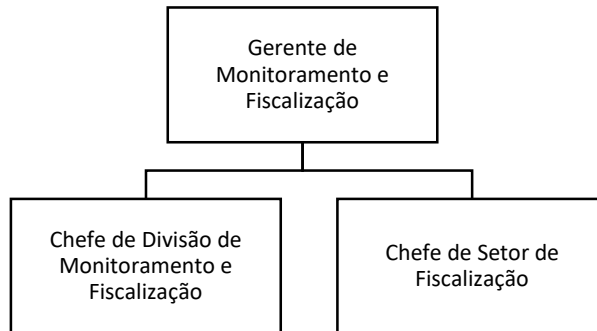 Gerente de
Monitoramento e
Fiscalização
Chefe de Divisão de
Monitoramento e
Fiscalização
Chefe de Setor de
Fiscalização